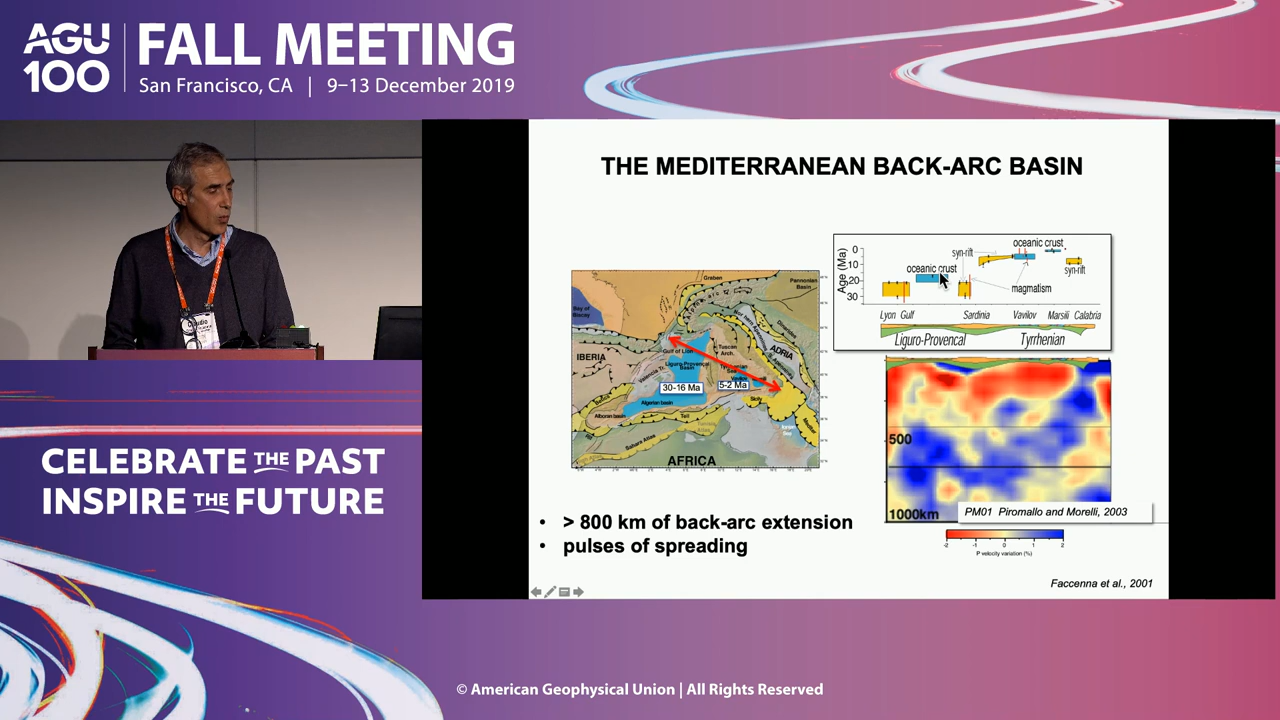 AGU
100
FALL MEETING
San Francisco, CA | 9–13 December 2019
THE MEDITERRANEAN BACK-ARC BASIN
Graben
Pannonian
Basin
Bay of
Biscay
IBERIA
Gulf of Lion
Liguro-Provençal
Basin
Tuscan
Arch.
ADRIA
30-16 Ma
5-2 Ma
Alboran basin
Algerian basin
Tell
Sicily
Ionian
Sea
Sahara Atlas
AFRICA
Age (Ma)
0
10
20
30
oceanic crust
syn-rift
oceanic crust
syn-rift
magmatism
Lyon Gulf
Sardinia
Vavilov
Marsili
Calabria
Liguro-Provencal
Tyrrhenian
500
1000km
PM01 Piromallo and Morelli, 2003
-2 -1 0 1 2
P velocity variation (%)
• > 800 km of back-arc extension
• pulses of spreading
Faccenna et al., 2001
CELEBRATE THE PAST
INSPIRE THE FUTURE
© American Geophysical Union | All Rights Reserved